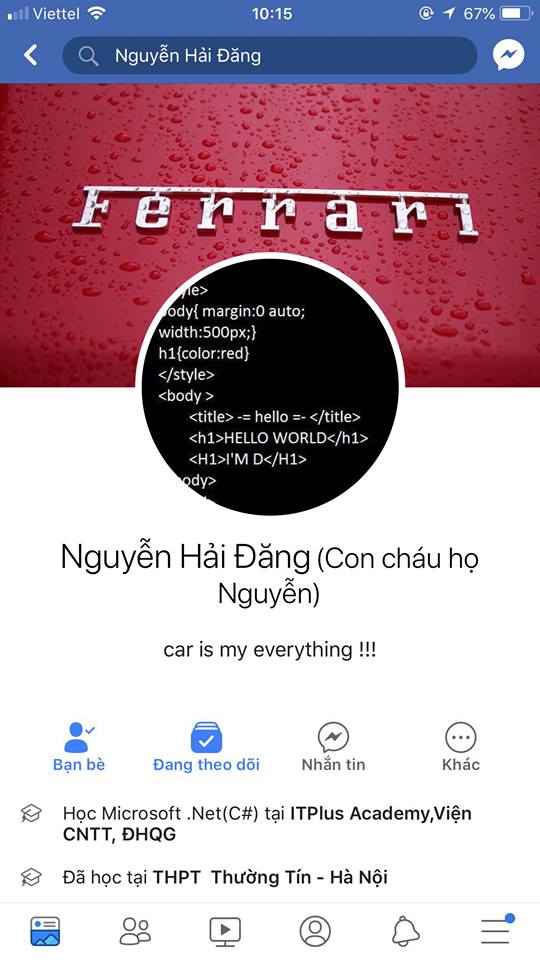 Viettel 10:15 67%
Nguyễn Hải Đăng
Ferrari
yle>
ody{ margin:0 auto;
width:500px;}
h1{color:red}
</style>
<body >
<title> -= hello =- </title>
<h1>HELLO WORLD</h1>
<H1>I'M D</H1>
ody>
Nguyễn Hải Đăng (Con cháu họ
Nguyễn)
car is my everything !!!
Bạn bè Đang theo dõi Nhắn tin Khác
Học Microsoft .Net(C#) tại ITPlus Academy,Viện
CNTT, ĐHQG
Đã học tại THPT Thường Tín - Hà Nội